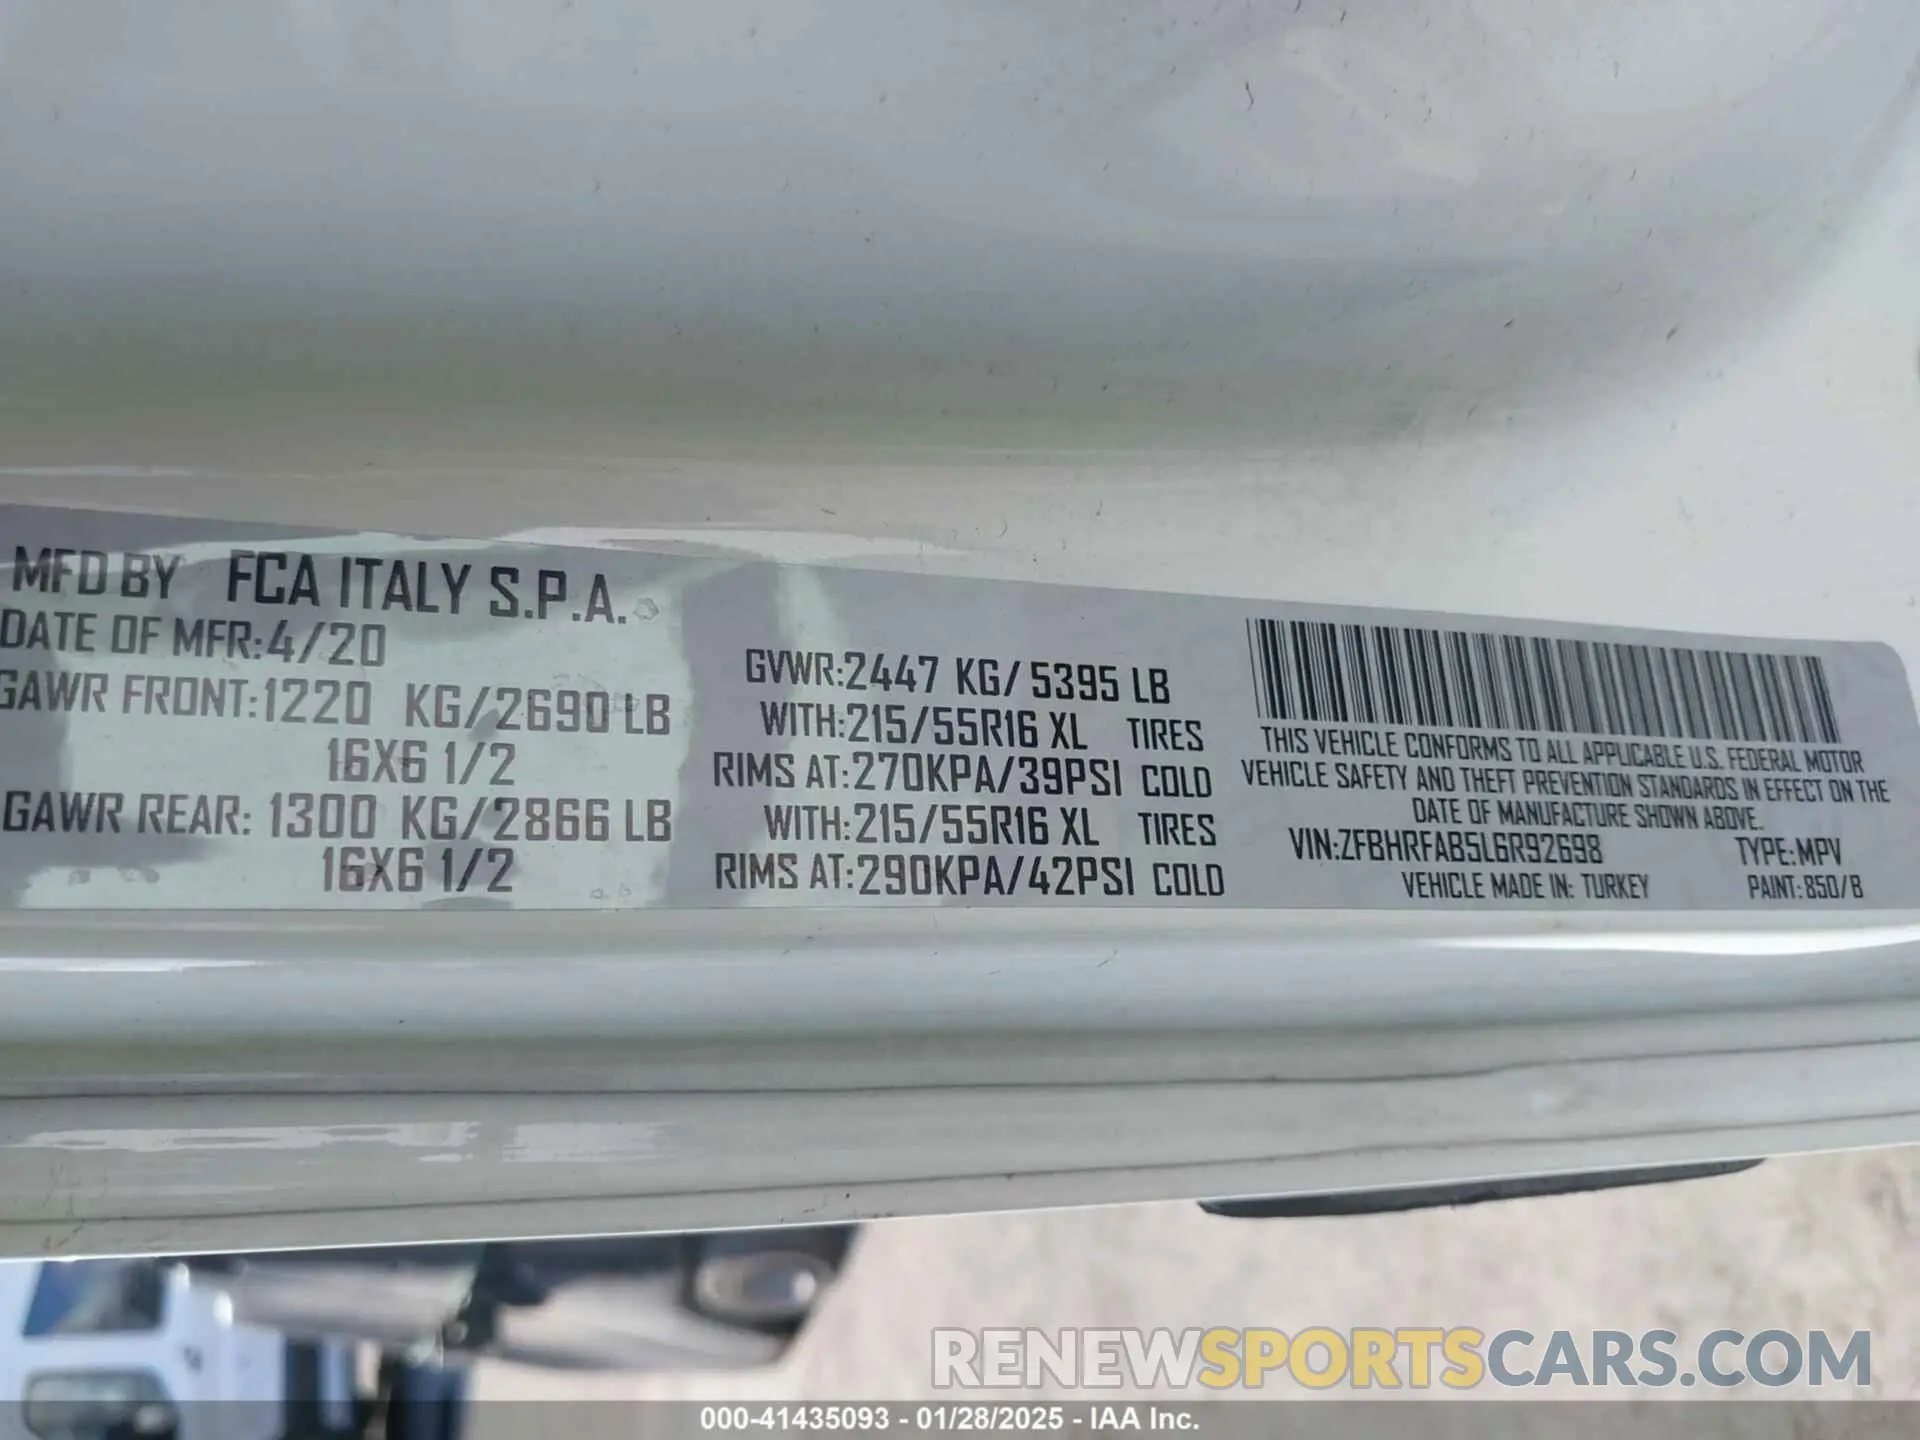 MFD BY FCA ITALY S.P.A.
DATE OF MFR:4/20
GAWR FRONT:1220 KG/2690 LB
16X6 1/2
GAWR REAR: 1300 KG/2866 LB
16X6 1/2
GVWR:2447 KG/ 5395 LB
WITH:215/55R16 XL TIRES
RIMS AT:270KPA/39PSI COLD
WITH:215/55R16 XL TIRES
RIMS AT:290KPA/42PSI COLD
THIS VEHICLE CONFORMS TO ALL APPLICABLE U.S. FEDERAL MOTOR
VEHICLE SAFETY AND THEFT PREVENTION STANDARDS IN EFFECT ON THE
DATE OF MANUFACTURE SHOWN ABOVE.
VIN:ZFBHRFAB5L6R92698 TYPE:MPV
VEHICLE MADE IN: TURKEY PAINT:850/B
RENEWSPORTSCARS.COM
000-41435093 - 01/28/2025 - IAA Inc.